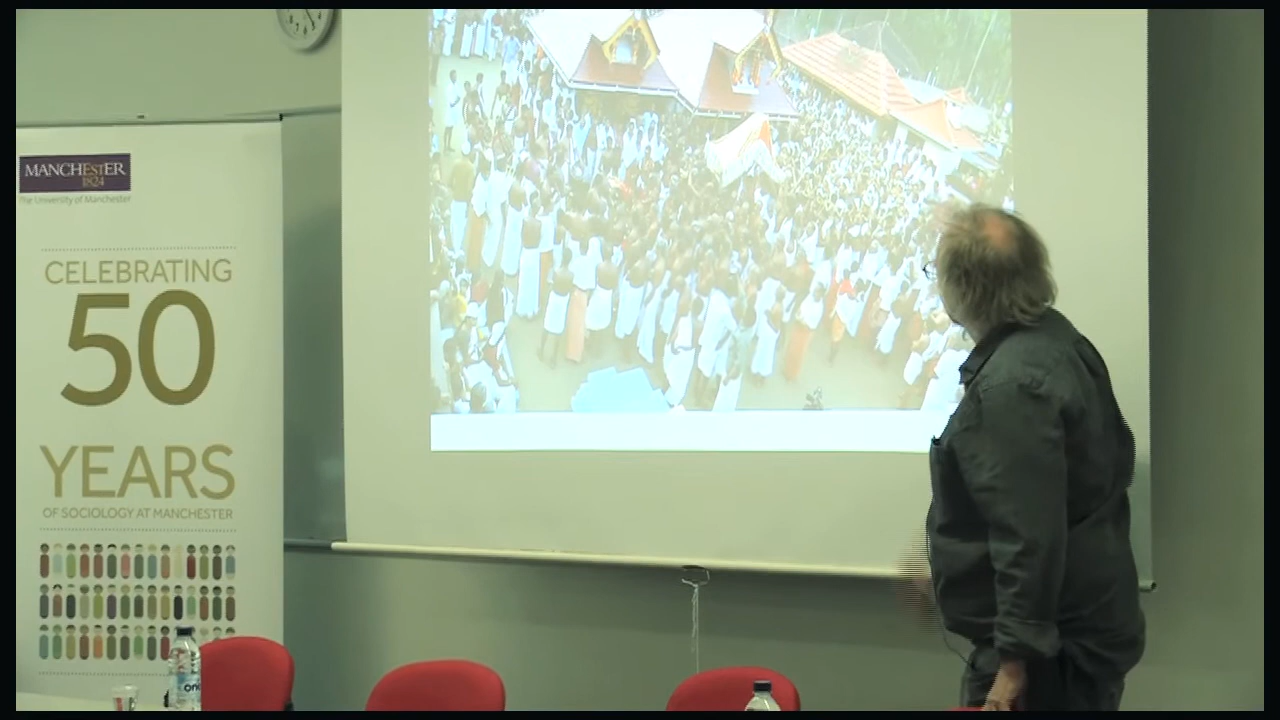 MANCHESTER
1824
The University of Manchester
CELEBRATING
50
YEARS
OF SOCIOLOGY AT MANCHESTER